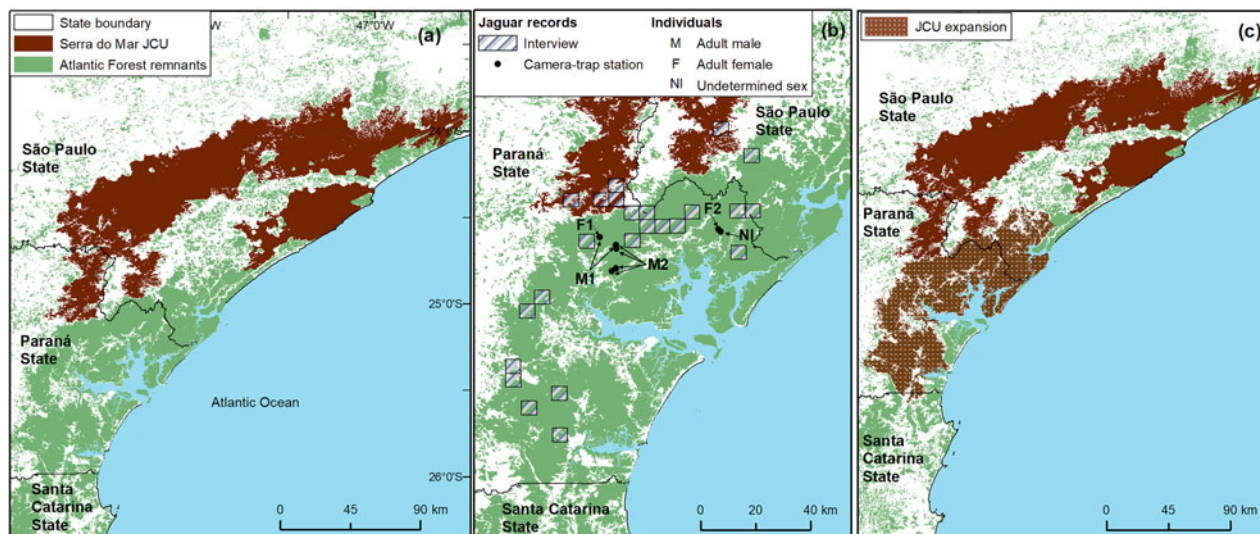 State boundary
Serra do Mar JCU
Atlantic Forest remnants
47°0'W
(a)
São Paulo
State
Paraná
State
Atlantic Ocean
Santa
Catarina
State
0 45 90 km
Jaguar records
Interview
Camera-trap station
Individuals
M Adult male
F Adult female
NI Undetermined sex
(b)
São Paulo
State
Paraná
State
F1
F2
NI
M1
M2
25°0'S
26°0'S
Santa Catarina
State
0 20 40 km
JCU expansion
(c)
São Paulo
State
Paraná
State
Santa
Catarina
State
0 45 90 km